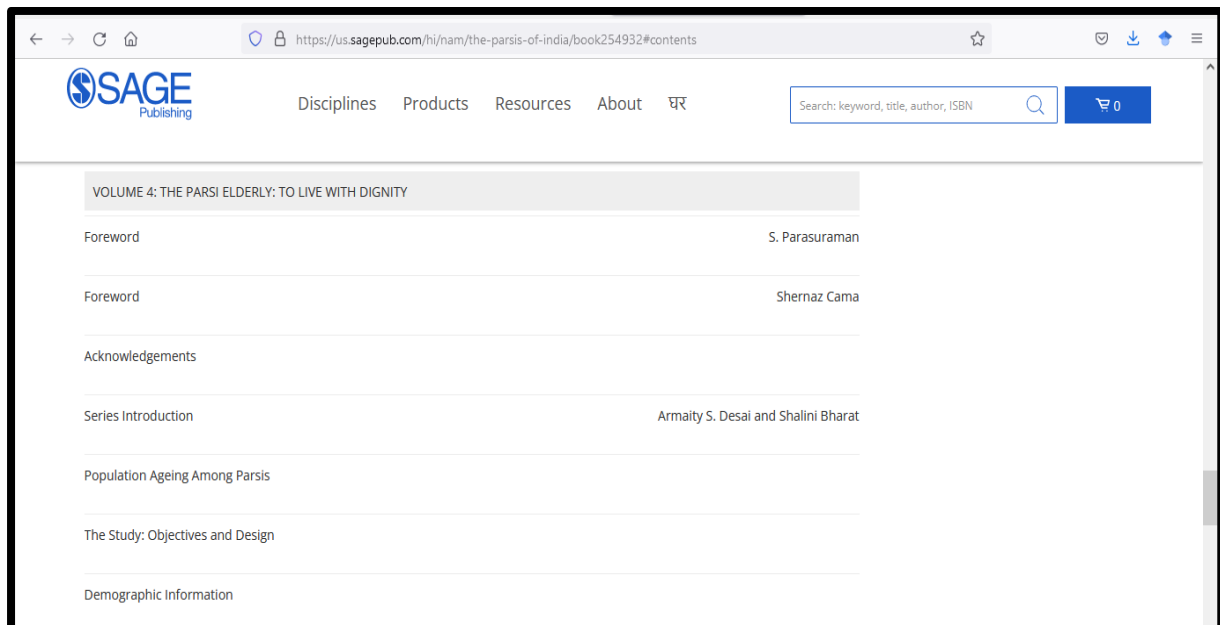 https://us.sagepub.com/hi/nam/the-parsis-of-india/book254932#contents
SAGE
Publishing
Disciplines Products Resources About घर Search: keyword, title, author, ISBN 0
VOLUME 4: THE PARSI ELDERLY: TO LIVE WITH DIGNITY
Foreword S. Parasuraman
Foreword Shernaz Cama
Acknowledgements
Series Introduction Armaity S. Desai and Shalini Bharat
Population Ageing Among Parsis
The Study: Objectives and Design
Demographic Information